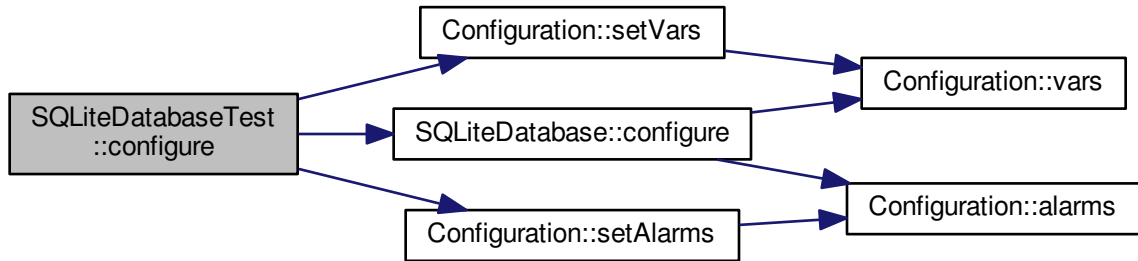 SQLiteDatabaseTest
::configure
Configuration::setVars
SQLiteDatabase::configure
Configuration::setAlarms
Configuration::vars
Configuration::alarms